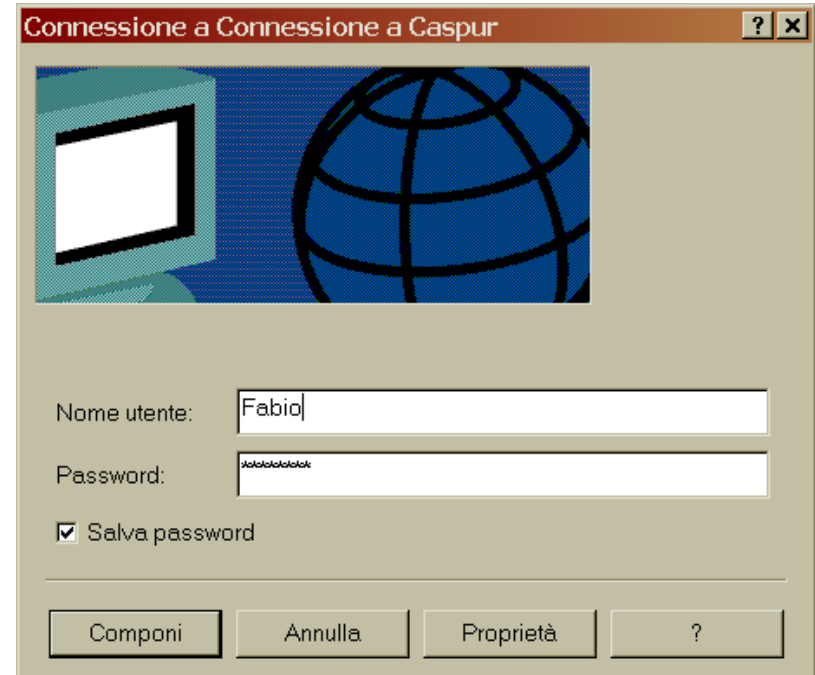 Connessione a Connessione a Caspur
Nome utente: Fabio
Password: *********
Salva password
Componi Annulla Proprietà ?